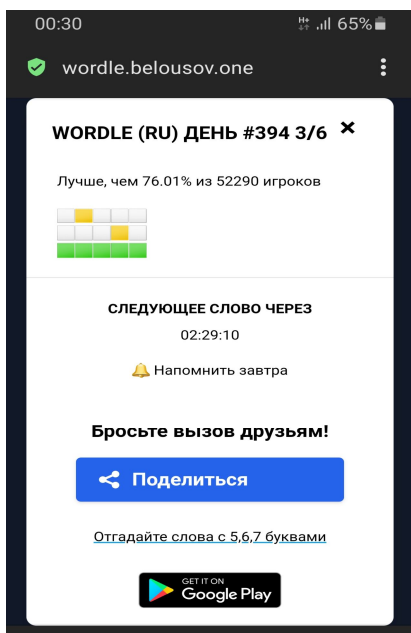 00:30
H+ 65%
wordle.belousov.one
WORDLE (RU) ДЕНЬ #394 3/6 ×
Лучше, чем 76.01% из 52290 игроков
СЛЕДУЮЩЕЕ СЛОВО ЧЕРЕЗ
02:29:10
Напомнить завтра
Бросьте вызов друзьям!
Поделиться
Отгадайте слова с 5,6,7 буквами
GET IT ON
Google Play